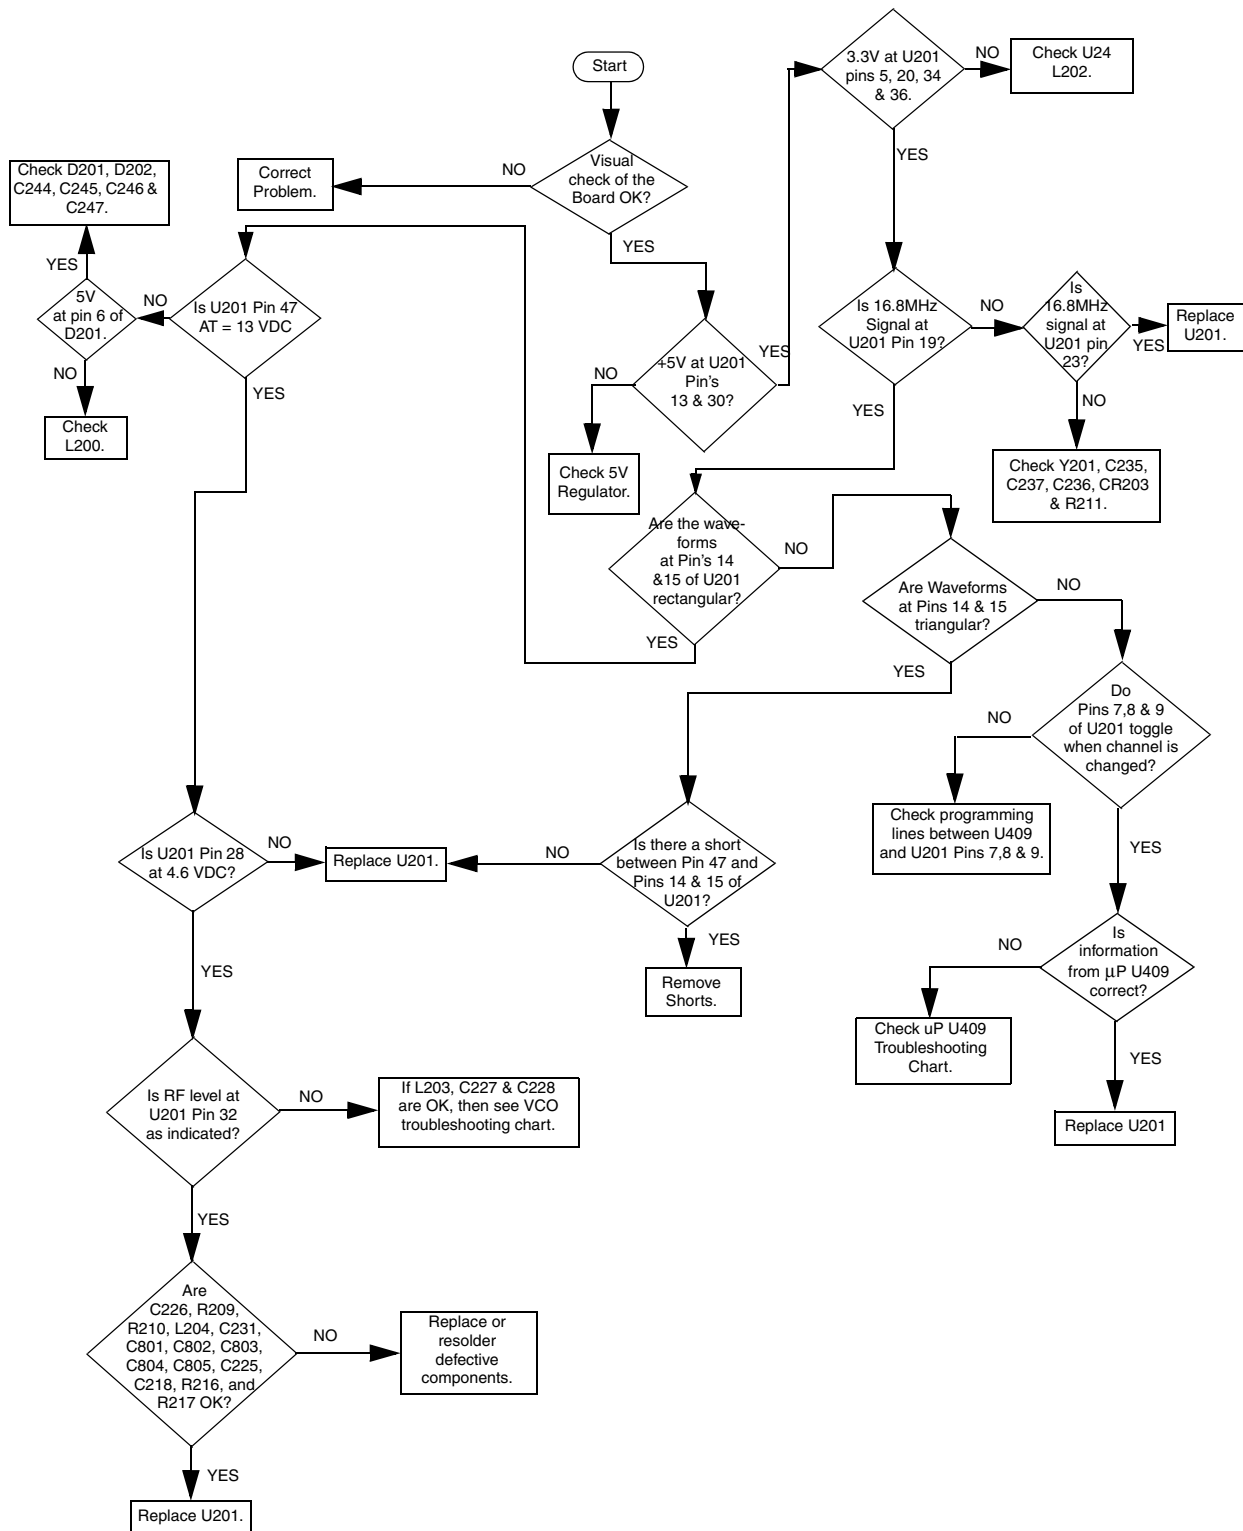 Start
Visual
check of the
Board OK?
NO
Correct
Problem.
YES
+5V at U201
Pin's
13 & 30?
NO
Check 5V
Regulator.
YES
3.3V at U201
pins 5, 20, 34
& 36.
NO
Check U24
L202.
YES
Is 16.8MHz
Signal at
U201 Pin 19?
NO
Is
16.8MHz
signal at
U201 pin
23?
YES
Replace
U201.
NO
Check Y201, C235,
C237, C236, CR203
& R211.
YES
Are the wave-
forms
at Pin's 14
&15 of U201
rectangular?
NO
Are Waveforms
at Pins 14 & 15
triangular?
NO
Do
Pins 7,8 & 9
of U201 toggle
when channel is
changed?
NO
Check programming
lines between U409
and U201 Pins 7,8 & 9.
YES
Is
information
from µP U409
correct?
NO
Check uP U409
Troubleshooting
Chart.
YES
Replace U201
YES
Is there a short
between Pin 47 and
Pins 14 & 15 of
U201?
NO
Replace U201.
YES
Remove
Shorts.
YES
Is U201 Pin 47
AT = 13 VDC
NO
5V
at pin 6 of
D201.
YES
Check D201, D202,
C244, C245, C246 &
C247.
NO
Check
L200.
YES
Is U201 Pin 28
at 4.6 VDC?
NO
YES
Is RF level at
U201 Pin 32
as indicated?
NO
If L203, C227 & C228
are OK, then see VCO
troubleshooting chart.
YES
Are
C226, R209,
R210, L204, C231,
C801, C802, C803,
C804, C805, C225,
C218, R216, and
R217 OK?
NO
Replace or
resolder
defective
components.
YES
Replace U201.